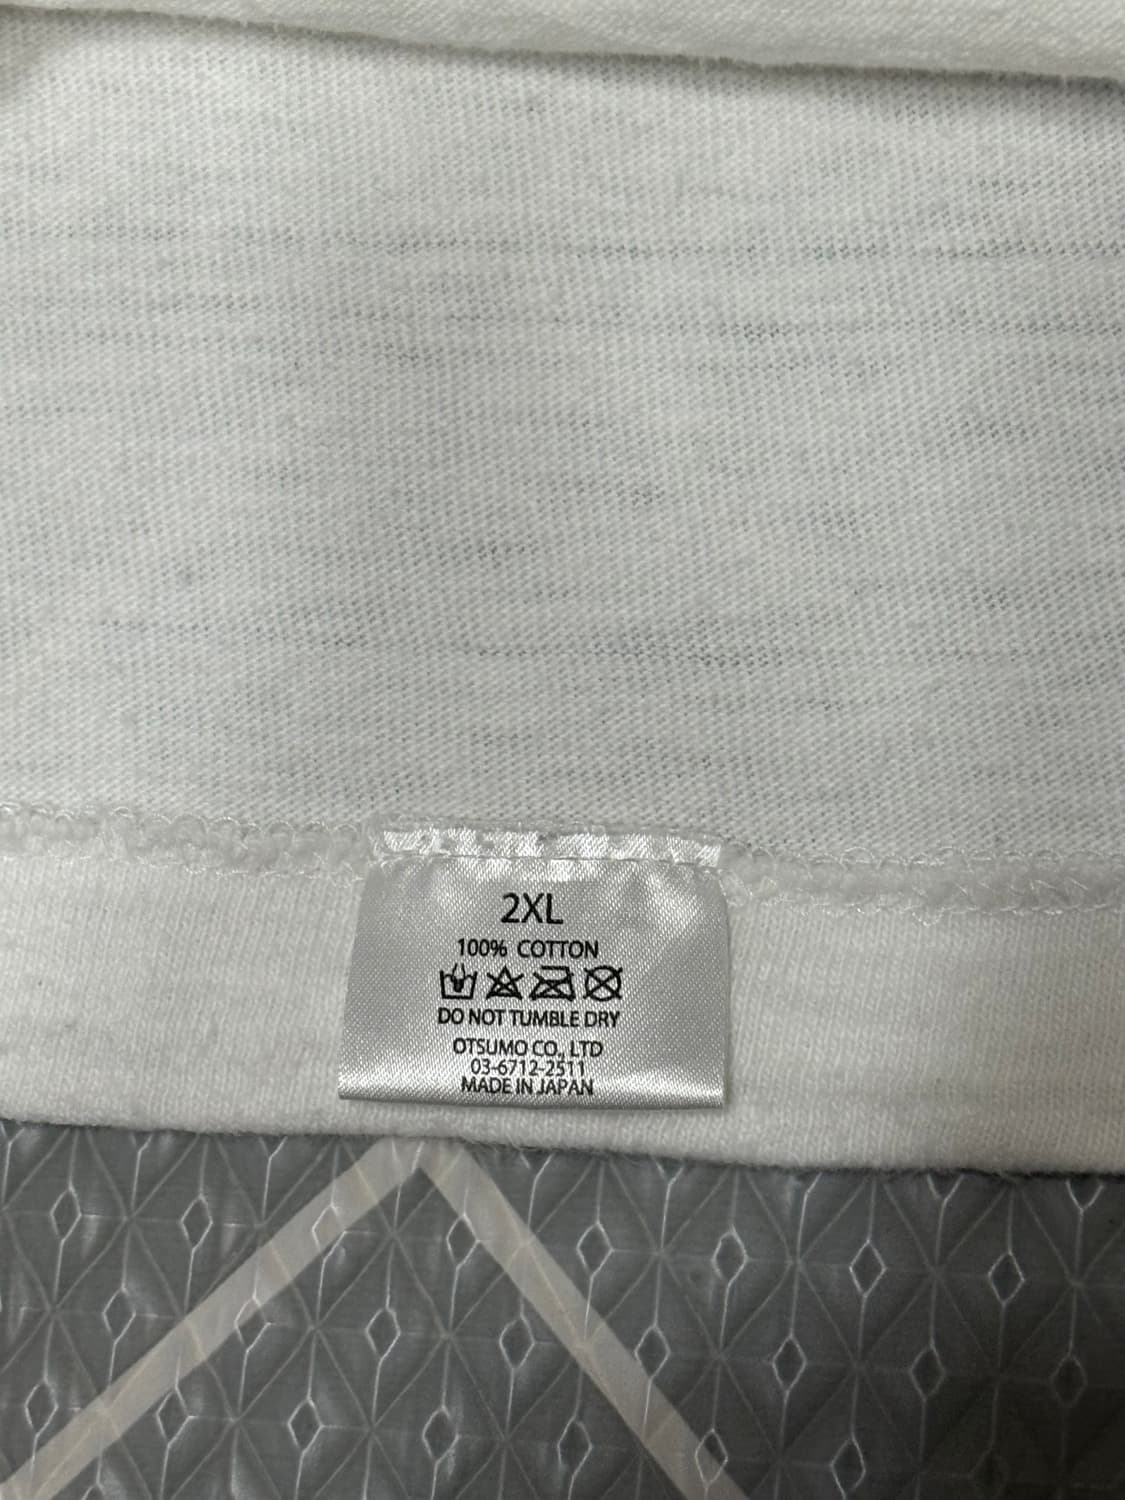 2XL
100% COTTON
DO NOT TUMBLE DRY
OTSUMO CO., LTD
03-6712-2511
MADE IN JAPAN